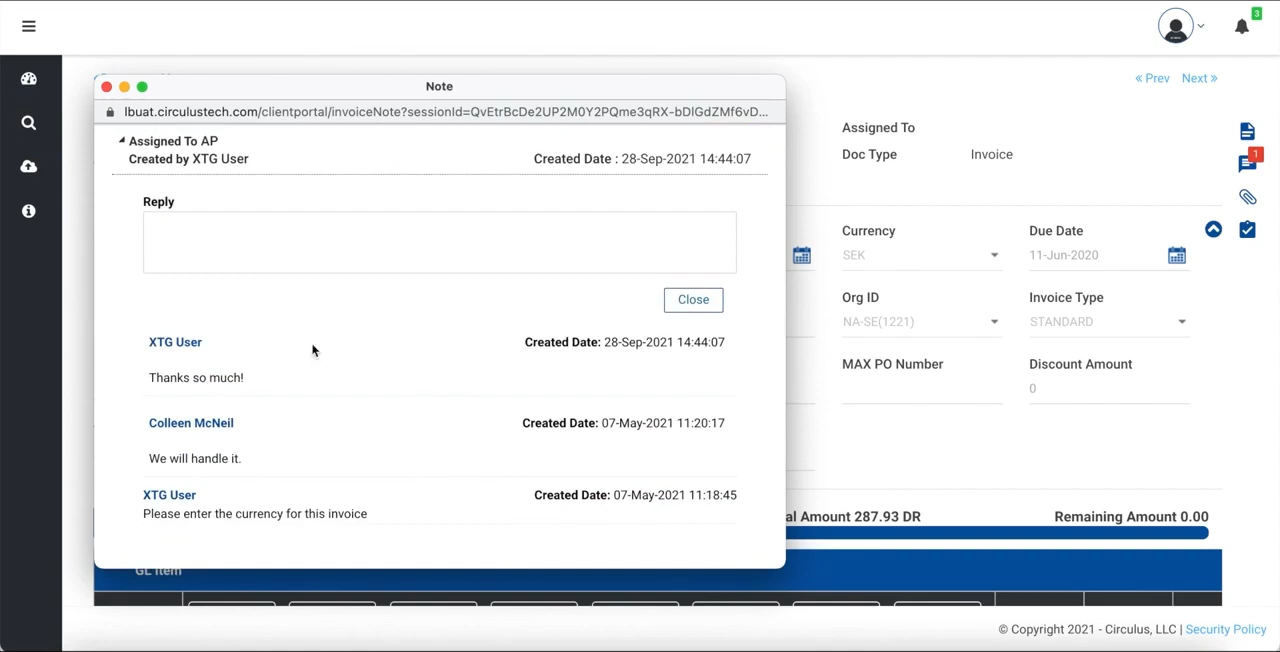 3
Note
lbuat.circulustech.com/clientportal/invoiceNote?sessionId=QvEtrBcDe2UP2M0Y2PQme3qRX-bDlGdZMf6vD...
« Prev Next »
Assigned To AP
Created by XTG User Created Date : 28-Sep-2021 14:44:07
Reply
Close
XTG User Created Date: 28-Sep-2021 14:44:07
Thanks so much!
Colleen McNeil Created Date: 07-May-2021 11:20:17
We will handle it.
XTG User Created Date: 07-May-2021 11:18:45
Please enter the currency for this invoice
Assigned To
Doc Type Invoice
1
Currency Due Date
SEK 11-Jun-2020
Org ID Invoice Type
NA-SE(1221) STANDARD
MAX PO Number Discount Amount
0
al Amount 287.93 DR Remaining Amount 0.00
GL Item
© Copyright 2021 - Circulus, LLC | Security Policy